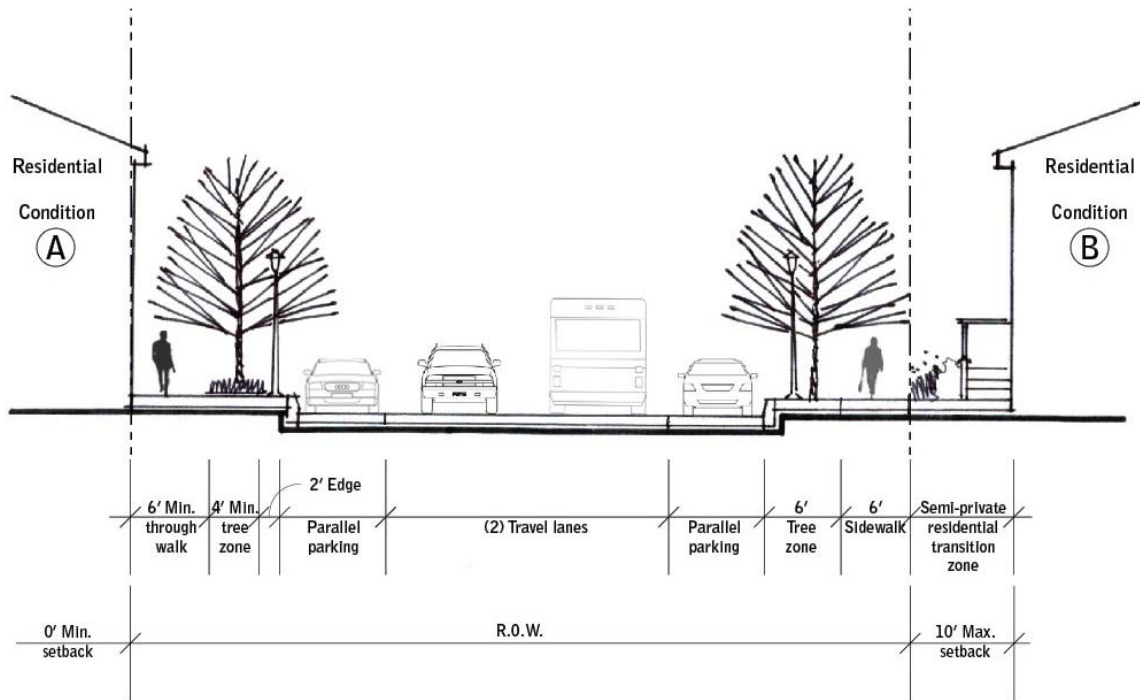 Residential
Condition
A
Residential
Condition
B
2' Edge
6' Min.
through
walk
4' Min.
tree
zone
Parallel
parking
(2) Travel lanes
Parallel
parking
6'
Tree
zone
6'
Sidewalk
Semi-private
residential
transition
zone
0' Min.
setback
R.O.W.
10' Max.
setback